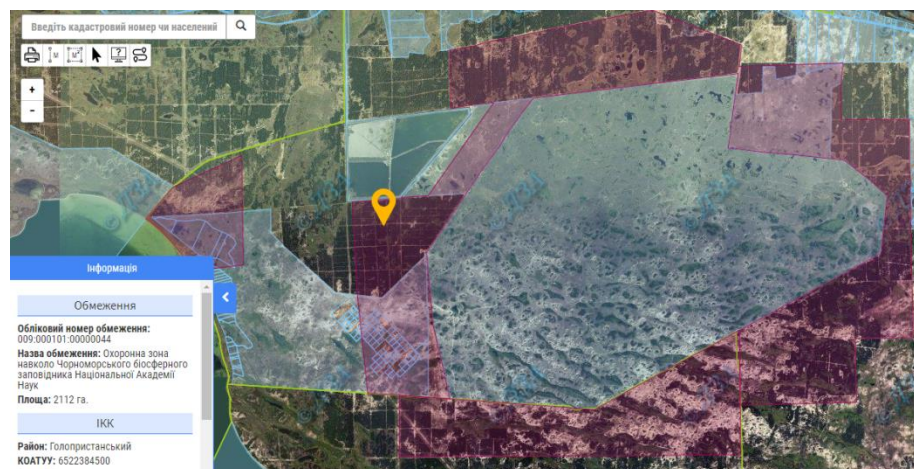 Введіть кадастровий номер чи населений
M
M²
?
+
-
Інформація
Обмеження
Обліковий номер обмеження:
009:000101:00000044
Назва обмеження: Охоронна зона
навколо Чорноморського біосферного
заповідника Національної Академії
Наук
Площа: 2112 га.
ІКК
Район: Голопристанський
КОАТУУ: 6522384500